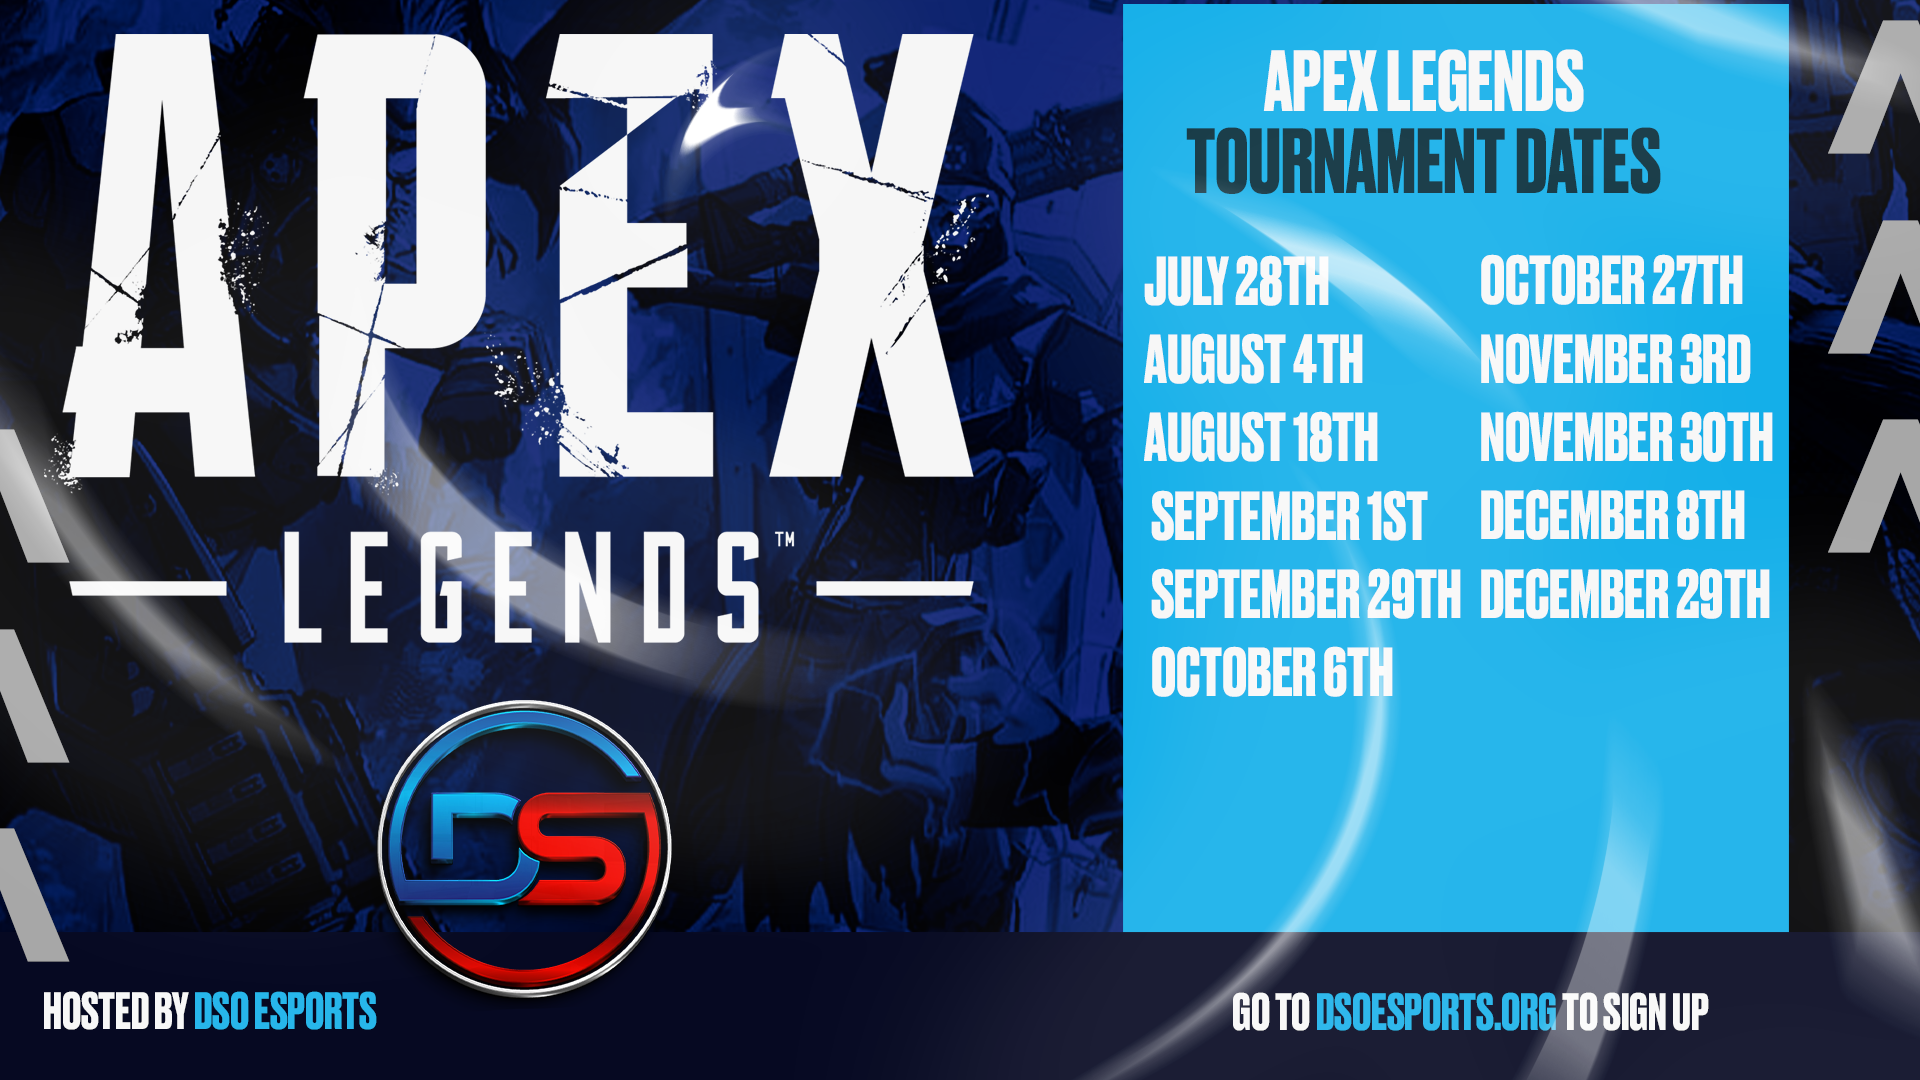 APEX
LEGENDS™
DS
HOSTED BY DSO ESPORTS
APEX LEGENDS
TOURNAMENT DATES
JULY 28TH
AUGUST 4TH
AUGUST 18TH
SEPTEMBER 1ST
SEPTEMBER 29TH
OCTOBER 6TH
OCTOBER 27TH
NOVEMBER 3RD
NOVEMBER 30TH
DECEMBER 8TH
DECEMBER 29TH
GO TO DSOESPORTS.ORG TO SIGN UP